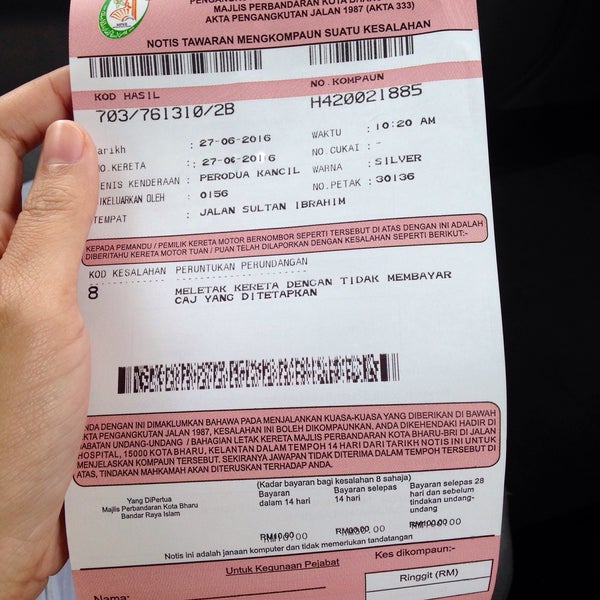 MAJLIS PERBANDARAN KOTA BHARU
AKTA PENGANGKUTAN JALAN 1987 (AKTA 333)
NOTIS TAWARAN MENGKOMPAUN SUATU KESALAHAN
KOD HASIL
NO.KOMPAUN
703/761310/2B
H420021885
: 27-06-2016
WAKTU : 10:20 AM
NO.KERETA : 27-06-2016
NO.CUKAI : -
JENIS KENDERAAN : PERODUA KANCIL
WARNA : SILVER
DIKELUARKAN OLEH : 0156
NO.PETAK : 30136
TEMPAT : JALAN SULTAN IBRAHIM
KEPADA PEMANDU / PEMILIK KERETA MOTOR BERNOMBOR SEPERTI TERSEBUT DI ATAS DENGAN INI ADALAH
DIBERITAHU KERETA MOTOR TUAN / PUAN TELAH DILAPORKAN DENGAN KESALAHAN SEPERTI BERIKUT:-
KOD KESALAHAN PERUNTUKAN PERUNDANGAN
8 MELETAK KERETA DENGAN TIDAK MEMBAYAR
CAJ YANG DITETAPKAN
DENGAN INI DIMAKLUMKAN BAHAWA PADA MENJALANKAN KUASA-KUASA YANG DIBERIKAN DI BAWAH
AKTA PENGANGKUTAN JALAN 1987, KESALAHAN INI BOLEH DIKOMPAUNKAN, ANDA DIKEHENDAKI HADIR DI
JABATAN UNDANG-UNDANG / BAHAGIAN LETAK KERETA MAJLIS PERBANDARAN KOTA BHARU-BRI DI JALAN
HOSPITAL, 15000 KOTA BHARU, KELANTAN DALAM TEMPOH 14 HARI DARI TARIKH NOTIS INI UNTUK
MENJELASKAN KOMPAUN TERSEBUT. SEKIRANYA JAWAPAN TIDAK DITERIMA DALAM TEMPOH TERSEBUT DI
ATAS, TINDAKAN MAHKAMAH AKAN DITERUSKAN TERHADAP ANDA.
(Kadar bayaran bagi kesalahan 8 sahaja)
Yang DiPertua
Majlis Perbandaran Kota Bharu
Bandar Raya Islam
Bayaran
dalam 14 hari
Bayaran selepas
14 hari
Bayaran selepas 28
hari dan sebelum
tindakan undang-
undang
Notis ini adalah janaan komputer dan tidak memerlukan tandatangan
Untuk Kegunaan Pejabat
Kes dikompaun:-
Ringgit (RM)
Nama: